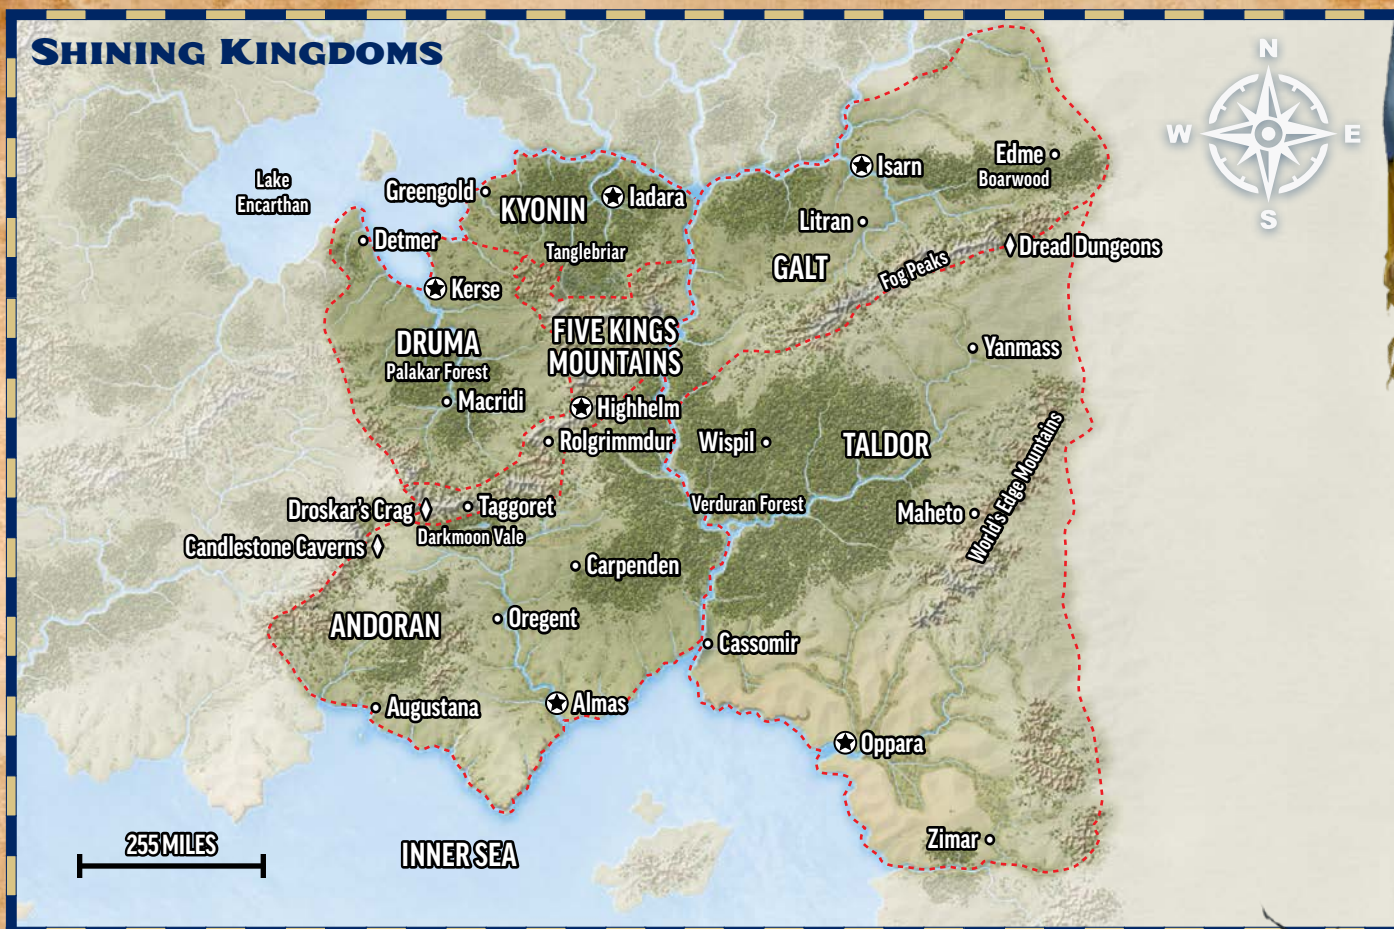 SHINING KINGDOMS
N
W
E
S
Lake
Encarthan
Greengold
KYONIN
Iadara
Isarn
Edme
Boarwood
Litran
Detmer
Tanglebriar
GALT
Fog Peaks
Dread Dungeons
Kerse
DRUMA
Palakar Forest
FIVE KINGS
MOUNTAINS
Yanmass
Macridi
Highhelm
Rolgrimmdur
Wispil
TALDOR
World's Edge Mountains
Droskar's Crag
Taggoret
Verduran Forest
Maheto
Candlestone Caverns
Darkmoon Vale
Carpenden
ANDORAN
Oregent
Cassomir
Augustana
Almas
Oppara
255 MILES
INNER SEA
Zimar